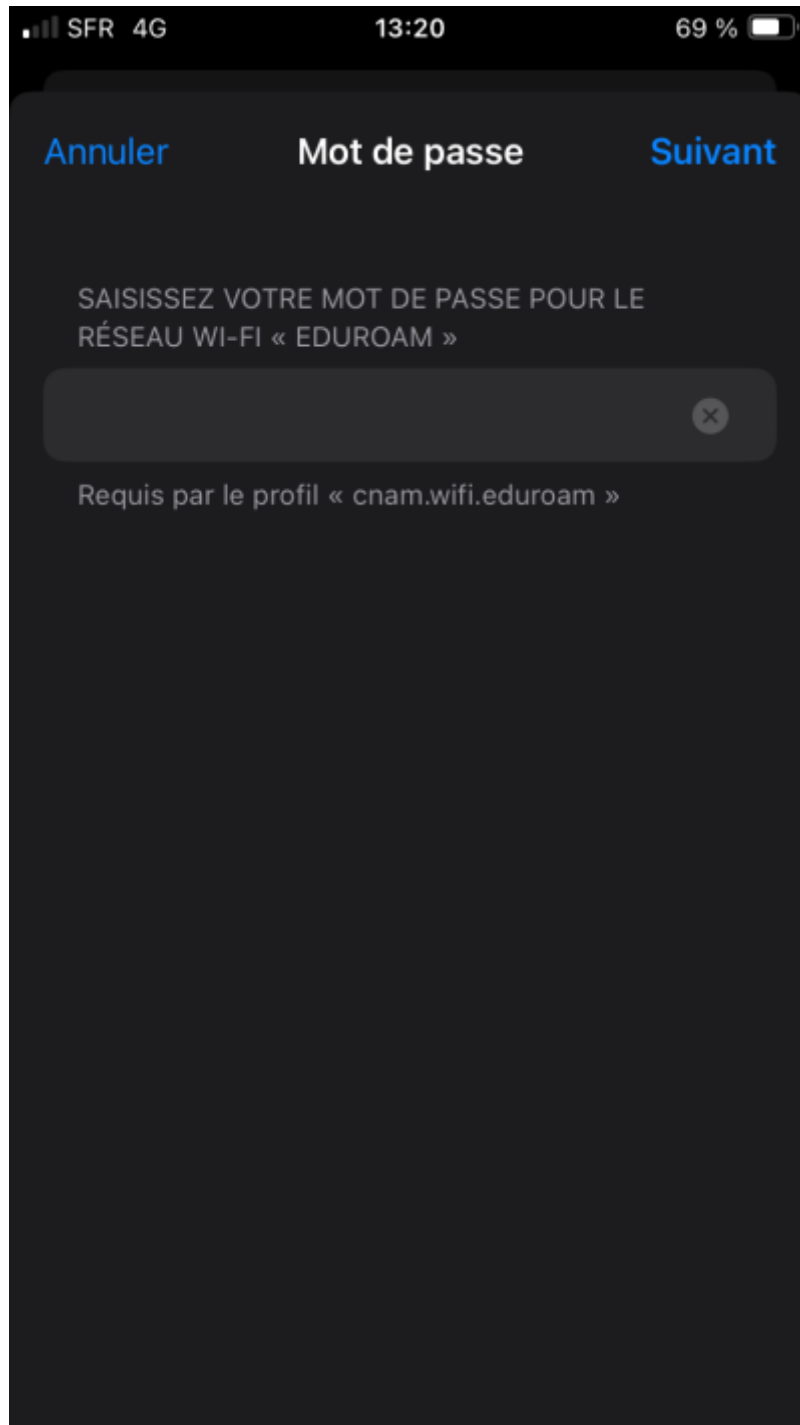 SFR 4G 13:20 69 %
Annuler Mot de passe Suivant
SAISISSEZ VOTRE MOT DE PASSE POUR LE
RÉSEAU WI-FI « EDUROAM »
Requis par le profil « cnam.wifi.eduroam »